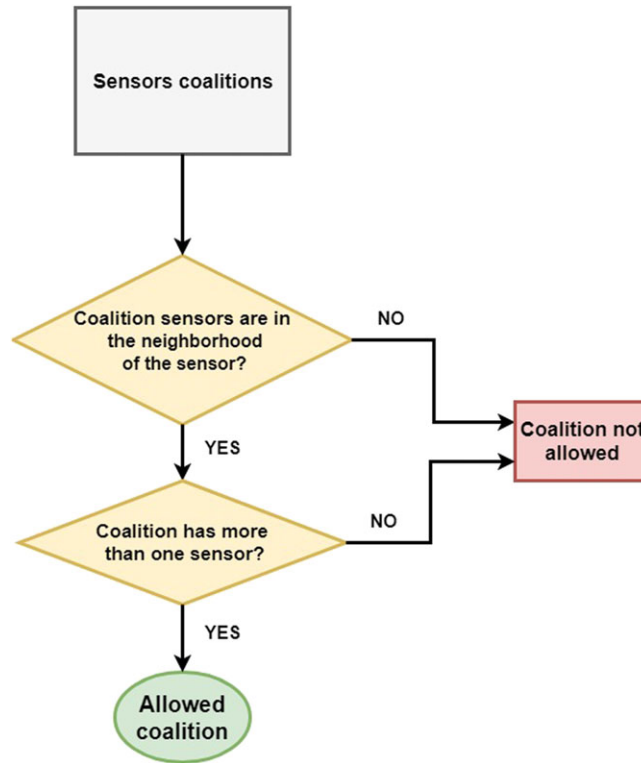 Sensors coalitions
Coalition sensors are in
the neighborhood
of the sensor?
NO
Coalition not
allowed
YES
Coalition has more
than one sensor?
NO
YES
Allowed
coalition